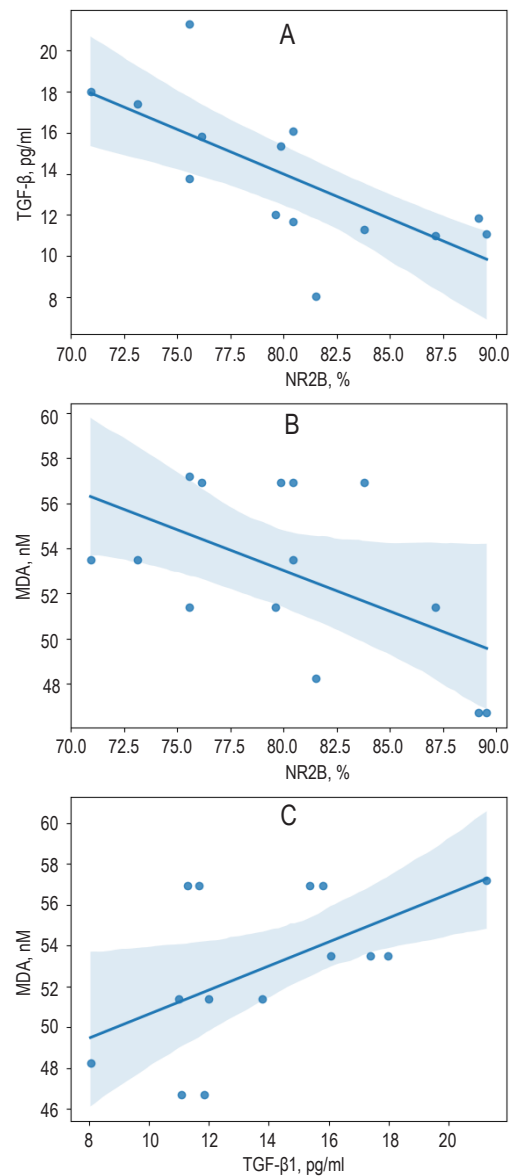 A
20
18
16
14
12
10
8
TGF-β, pg/ml
70.0 72.5 75.0 77.5 80.0 82.5 85.0 87.5 90.0
NR2B, %
B
60
58
56
54
52
50
48
MDA, nM
70.0 72.5 75.0 77.5 80.0 82.5 85.0 87.5 90.0
NR2B, %
C
60
58
56
54
52
50
48
46
MDA, nM
8 10 12 14 16 18 20
TGF-β1, pg/ml